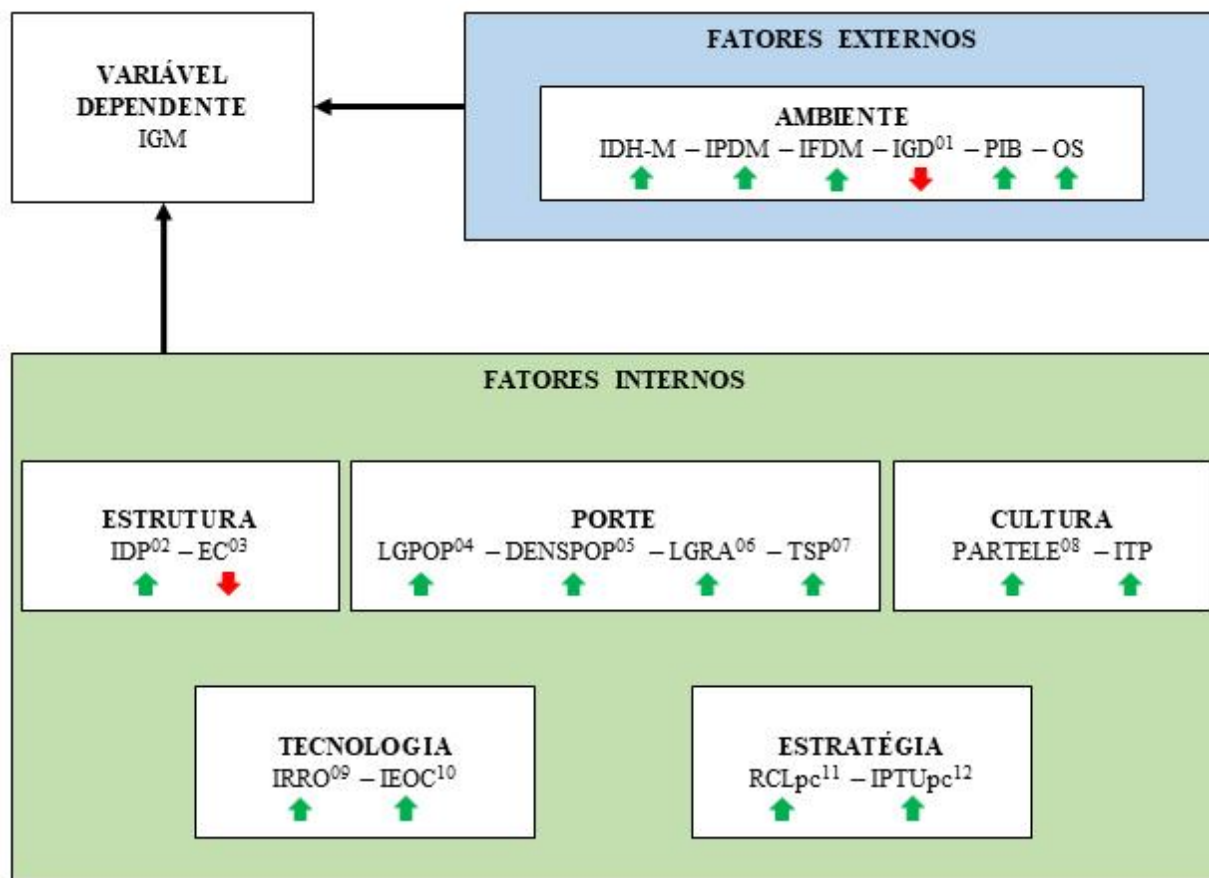 VARIÁVEL
DEPENDENTE
IGM
FATORES EXTERNOS
AMBIENTE
IDH-M – IPDM – IFDM – IGD⁰¹ – PIB – OS
FATORES INTERNOS
ESTRUTURA
IDP⁰² – EC⁰³
PORTE
LGPOP⁰⁴ – DENSPOP⁰⁵ – LGRA⁰⁶ – TSP⁰⁷
CULTURA
PARTELE⁰⁸ – ITP
TECNOLOGIA
IRRO⁰⁹ – IEOC¹⁰
ESTRATÉGIA
RCLpc¹¹ – IPTUpc¹²